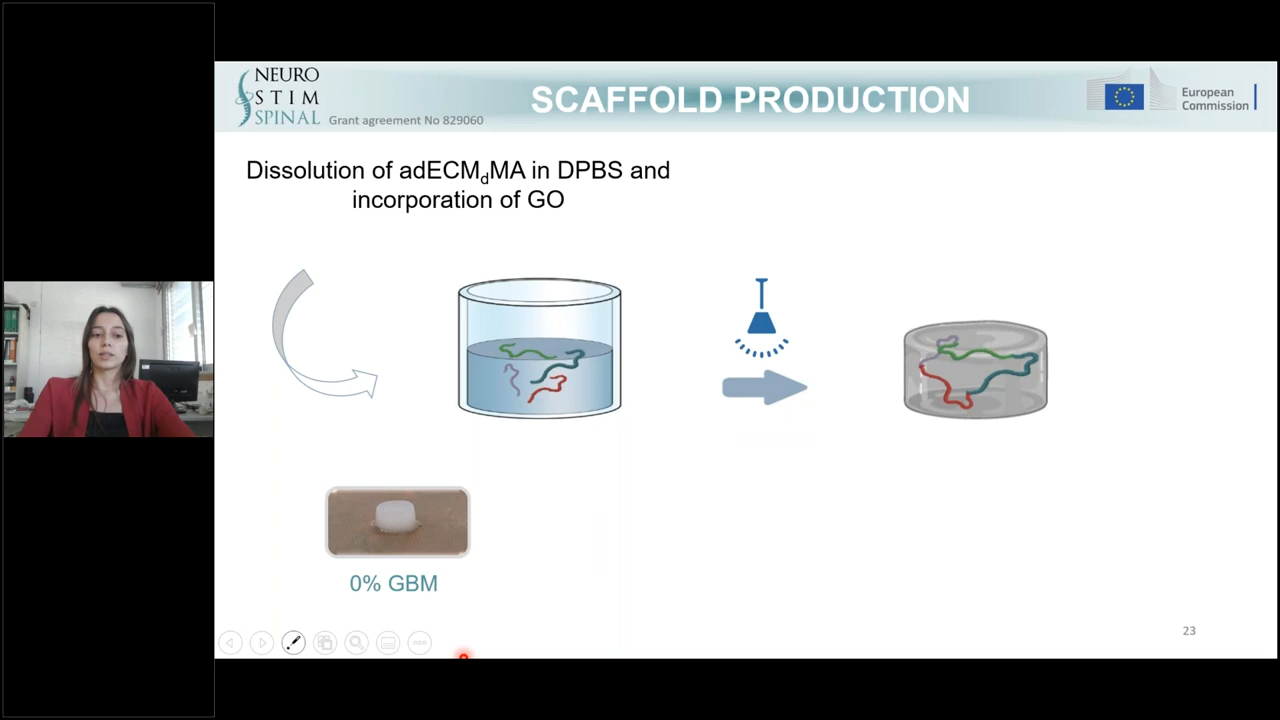 NEURO
STIM
SPINAL
Grant agreement No 829060
SCAFFOLD PRODUCTION
European
Commission
Dissolution of adECMdMA in DPBS and
incorporation of GO
0% GBM
23